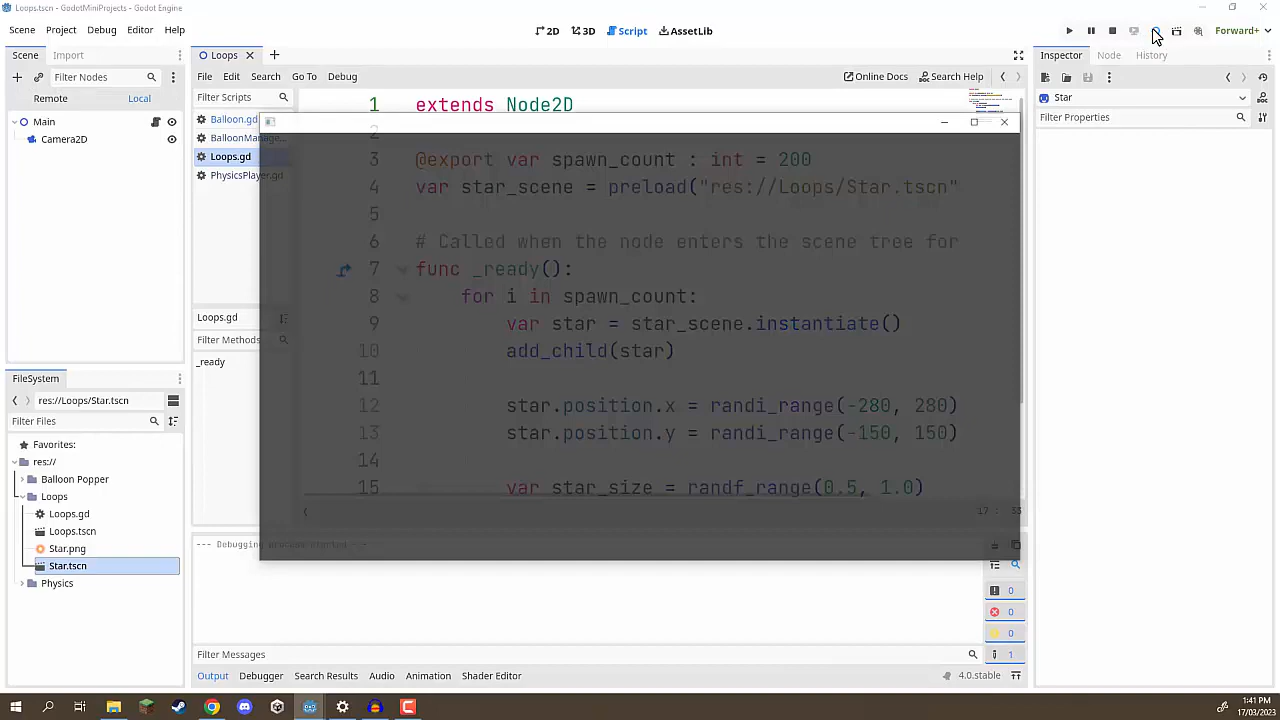 Loops.tscn - GodotMiniProjects - Godot Engine
Scene Project Debug Editor Help
2D 3D Script AssetLib
Forward+
Scene Import
Filter Nodes
Remote Local
Main
Camera2D
FileSystem
res://Loops/Star.tscn
Filter Files
Favorites:
res://
Balloon Popper
Loops
Loops.gd
Loops.tscn
Star.png
Star.tscn
Physics
Loops
File Edit Search Go To Debug
Online Docs Search Help
Filter Scripts
Balloon.gd
BalloonManage
Loops.gd
PhysicsPlayer.gd
Loops.gd
Filter Methods
_ready
1 extends Node2D
2
3 @export var spawn_count : int = 200
4 var star_scene = preload("res://Loops/Star.tscn"
5
6 # Called when the node enters the scene tree for
7 func _ready():
8 for i in spawn_count:
9 var star = star_scene.instantiate()
10 add_child(star)
11
12 star.position.x = randi_range(-280, 280)
13 star.position.y = randi_range(-150, 150)
14
15 var star_size = randf_range(0.5, 1.0)
--- Debugging process started ---
0
0
0
1
Filter Messages
Output Debugger Search Results Audio Animation Shader Editor
4.0.stable
Inspector Node History
Star
Filter Properties
1:41 PM
17/03/2023